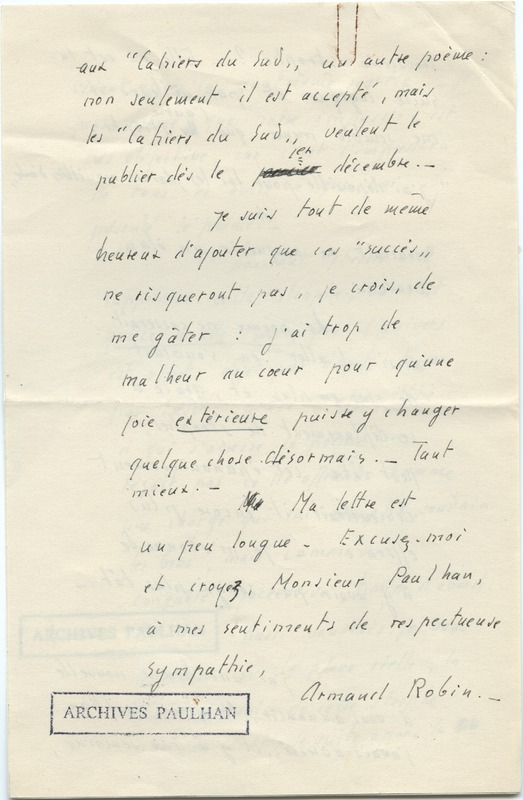 aux "Cahiers du Sud„ un autre poème :
non seulement il est accepté, mais
les "Cahiers du Sud„ veulent le
publier dès le 1er décembre. —
je suis tout de même
heureux d'ajouter que ces "succès„
ne risqueront pas, je crois, de
me gâter : j'ai trop de
malheur au cœur pour qu'une
joie extérieure puisse y changer
quelque chose désormais. — Tant
mieux. —
Ma lettre est
un peu longue - Excusez-moi
et croyez, Monsieur Paulhan,
à mes sentiments de respectueuse
sympathie,
Armand Robin. —
ARCHIVES PAULHAN